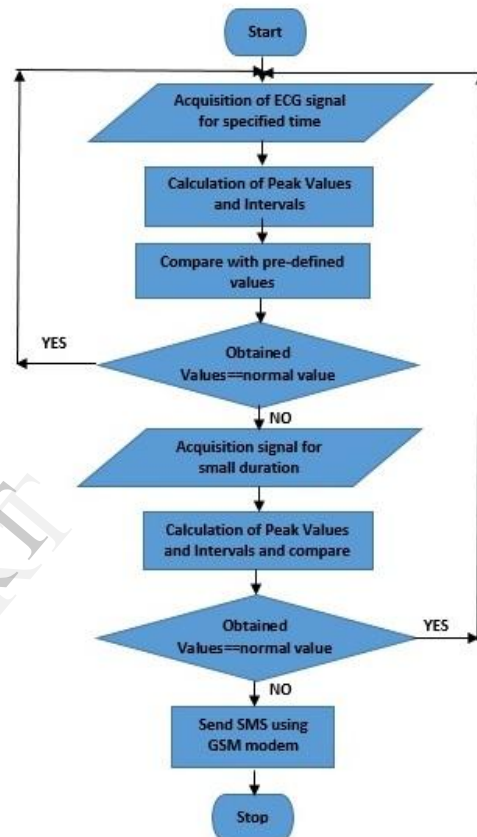 Start
Acquisition of ECG signal
for specified time
Calculation of Peak Values
and Intervals
Compare with pre-defined
values
YES
Obtained
Values==normal value
NO
Acquisition signal for
small duration
Calculation of Peak Values
and Intervals and compare
Obtained
Values==normal value
YES
NO
Send SMS using
GSM modem
Stop